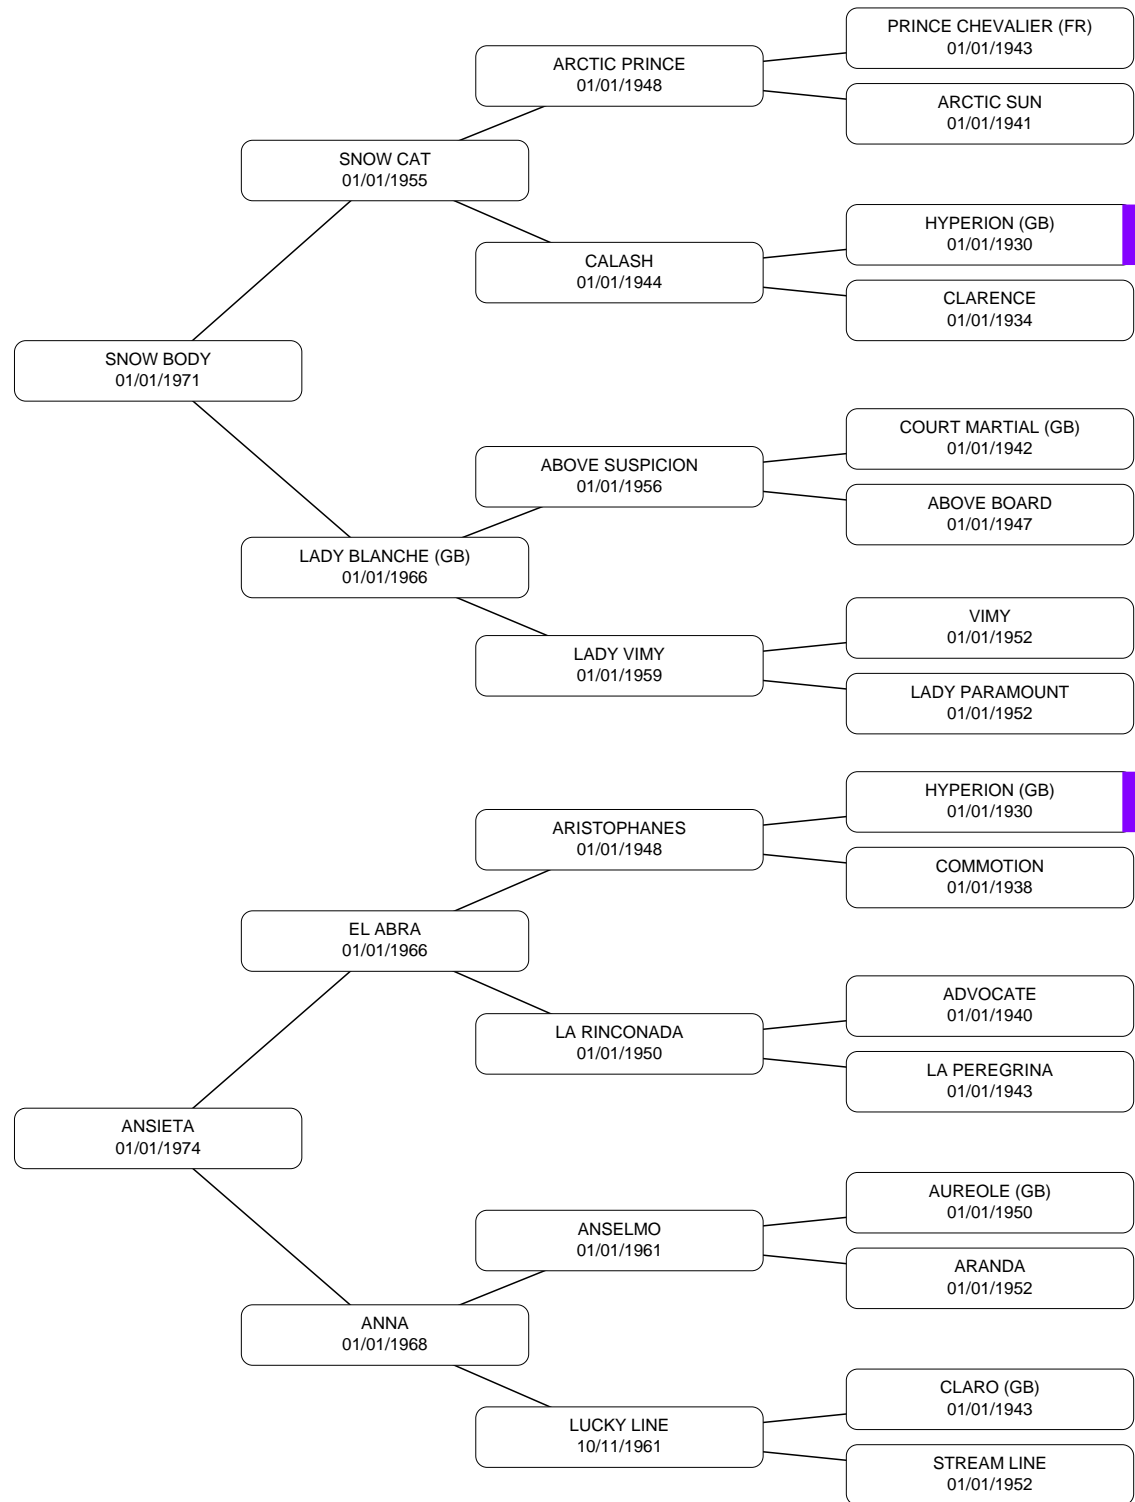 PRINCE CHEVALIER (FR)
01/01/1943
ARCTIC PRINCE
01/01/1948
ARCTIC SUN
01/01/1941
SNOW CAT
01/01/1955
HYPERION (GB)
01/01/1930
CALASH
01/01/1944
CLARENCE
01/01/1934
SNOW BODY
01/01/1971
COURT MARTIAL (GB)
01/01/1942
ABOVE SUSPICION
01/01/1956
ABOVE BOARD
01/01/1947
LADY BLANCHE (GB)
01/01/1966
VIMY
01/01/1952
LADY VIMY
01/01/1959
LADY PARAMOUNT
01/01/1952
HYPERION (GB)
01/01/1930
ARISTOPHANES
01/01/1948
COMMOTION
01/01/1938
EL ABRA
01/01/1966
ADVOCATE
01/01/1940
LA RINCONADA
01/01/1950
LA PEREGRINA
01/01/1943
ANSIETA
01/01/1974
AUREOLE (GB)
01/01/1950
ANSELMO
01/01/1961
ARANDA
01/01/1952
ANNA
01/01/1968
CLARO (GB)
01/01/1943
LUCKY LINE
10/11/1961
STREAM LINE
01/01/1952